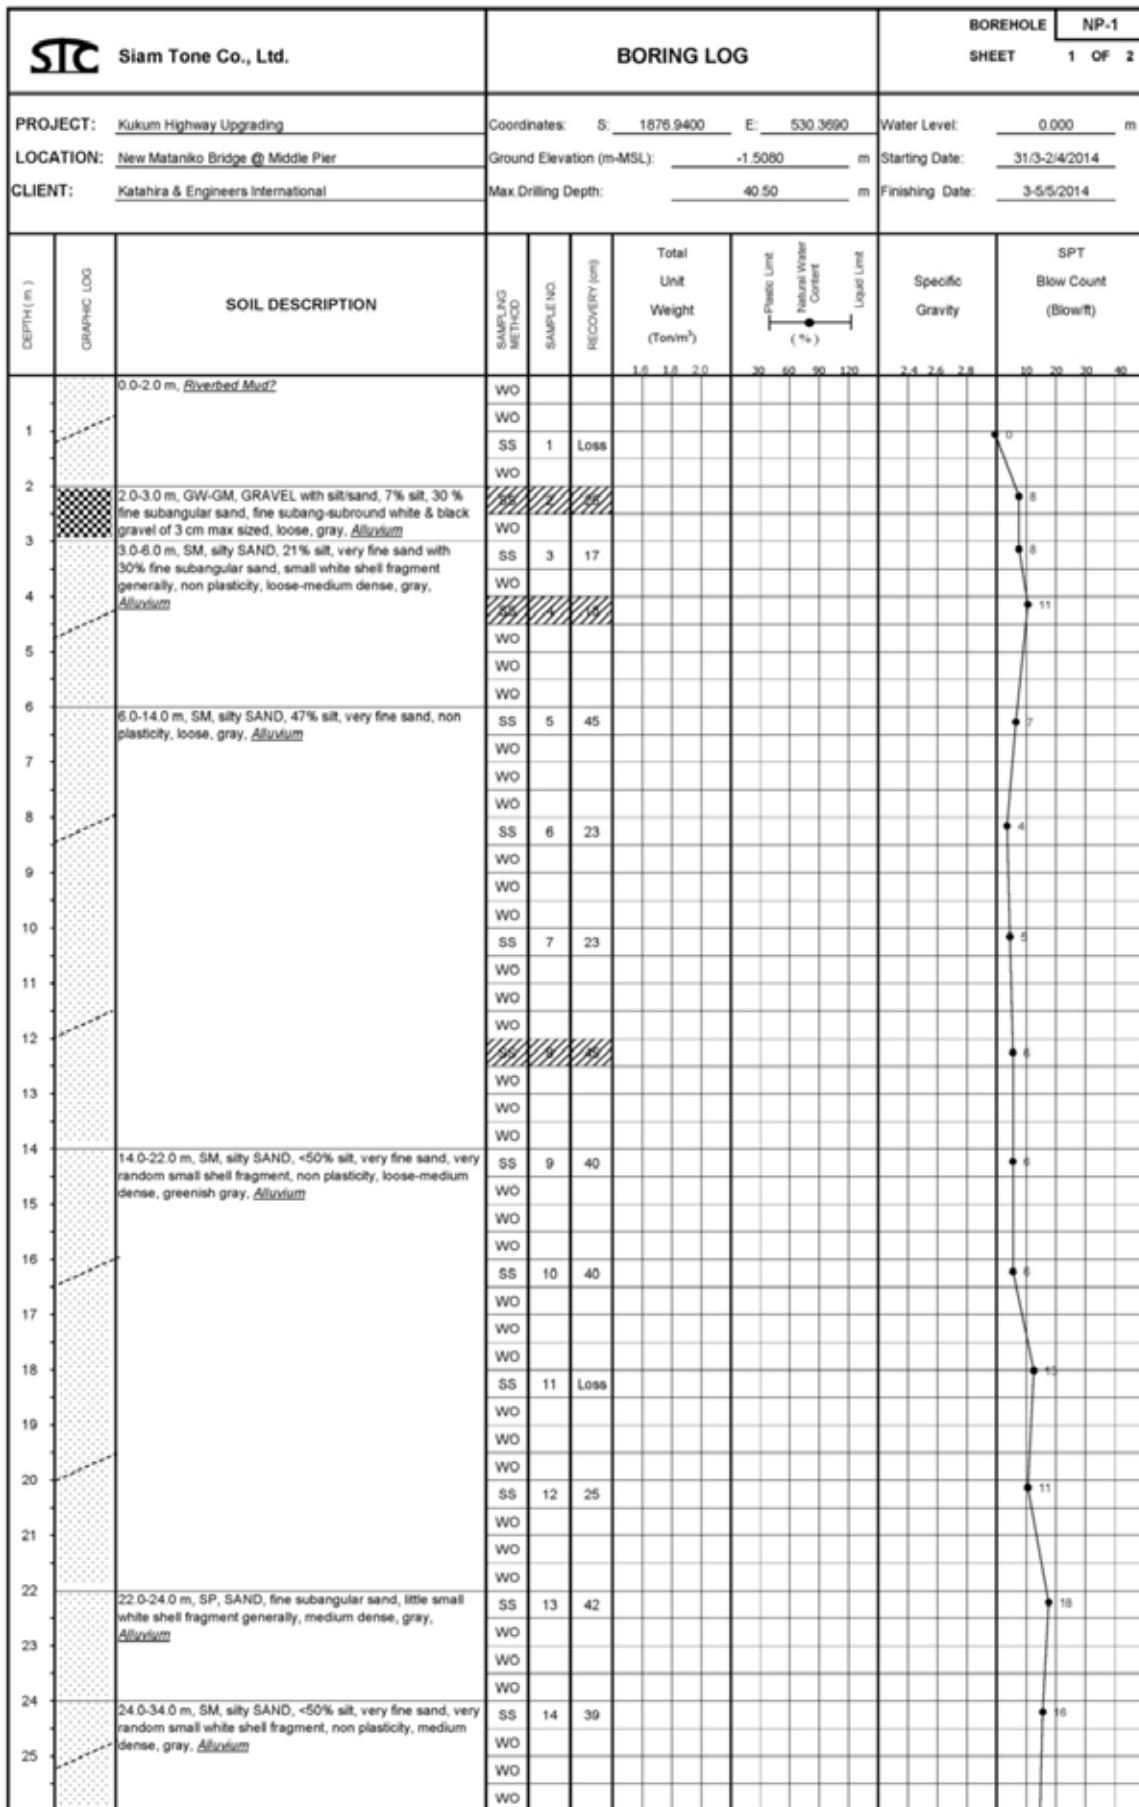 STC Siam Tone Co., Ltd.
BORING LOG
BOREHOLE NP-1
SHEET 1 OF 2
PROJECT: Kukum Highway Upgrading
LOCATION: New Mataniko Bridge @ Middle Pier
CLIENT: Katahira & Engineers International
Coordinates: S: 1876.9400 E: 530.3690
Ground Elevation (m-MSL): -1.5080 m
Max.Drilling Depth: 40.50 m
Water Level: 0.000 m
Starting Date: 31/3-2/4/2014
Finishing Date: 3-5/5/2014
DEPTH ( m. )
GRAPHIC LOG
SOIL DESCRIPTION
SAMPLING METHOD
SAMPLE NO.
RECOVERY (cm)
Total Unit Weight (Ton/m³)
1.6 1.8 2.0
Plastic Limit
Natural Water Content
Liquid Limit
( % )
30 60 90 120
Specific Gravity
2.4 2.6 2.8
SPT Blow Count (Blow/ft)
10 20 30 40
0.0-2.0 m, Riverbed Mud?
WO
WO
1
SS 1 Loss 0
WO
2
2.0-3.0 m, GW-GM, GRAVEL with silt/sand, 7% silt, 30 %
fine subangular sand, fine subang-subround white & black
gravel of 3 cm max sized, loose, gray, Alluvium
SS 2 8
WO
3
3.0-6.0 m, SM, silty SAND, 21% silt, very fine sand with
30% fine subangular sand, small white shell fragment
generally, non plasticity, loose-medium dense, gray,
Alluvium
SS 3 17 8
WO
4
SS 4 11
WO
5
WO
WO
6
6.0-14.0 m, SM, silty SAND, 47% silt, very fine sand, non
plasticity, loose, gray, Alluvium
SS 5 45 7
WO
7
WO
WO
8
SS 6 23 4
WO
9
WO
WO
10
SS 7 23 5
WO
11
WO
WO
12
SS 45 6
WO
13
WO
WO
14
14.0-22.0 m, SM, silty SAND, <50% silt, very fine sand, very
random small shell fragment, non plasticity, loose-medium
dense, greenish gray, Alluvium
SS 9 40 6
WO
15
WO
WO
16
SS 10 40 6
WO
17
WO
WO
18
SS 11 Loss
WO
19
WO
WO
20
SS 12 25 11
WO
21
WO
WO
22
22.0-24.0 m, SP, SAND, fine subangular sand, little small
white shell fragment generally, medium dense, gray,
Alluvium
SS 13 42 18
WO
23
WO
WO
24
24.0-34.0 m, SM, silty SAND, <50% silt, very fine sand, very
random small white shell fragment, non plasticity, medium
dense, gray, Alluvium
SS 14 39 16
WO
25
WO
WO